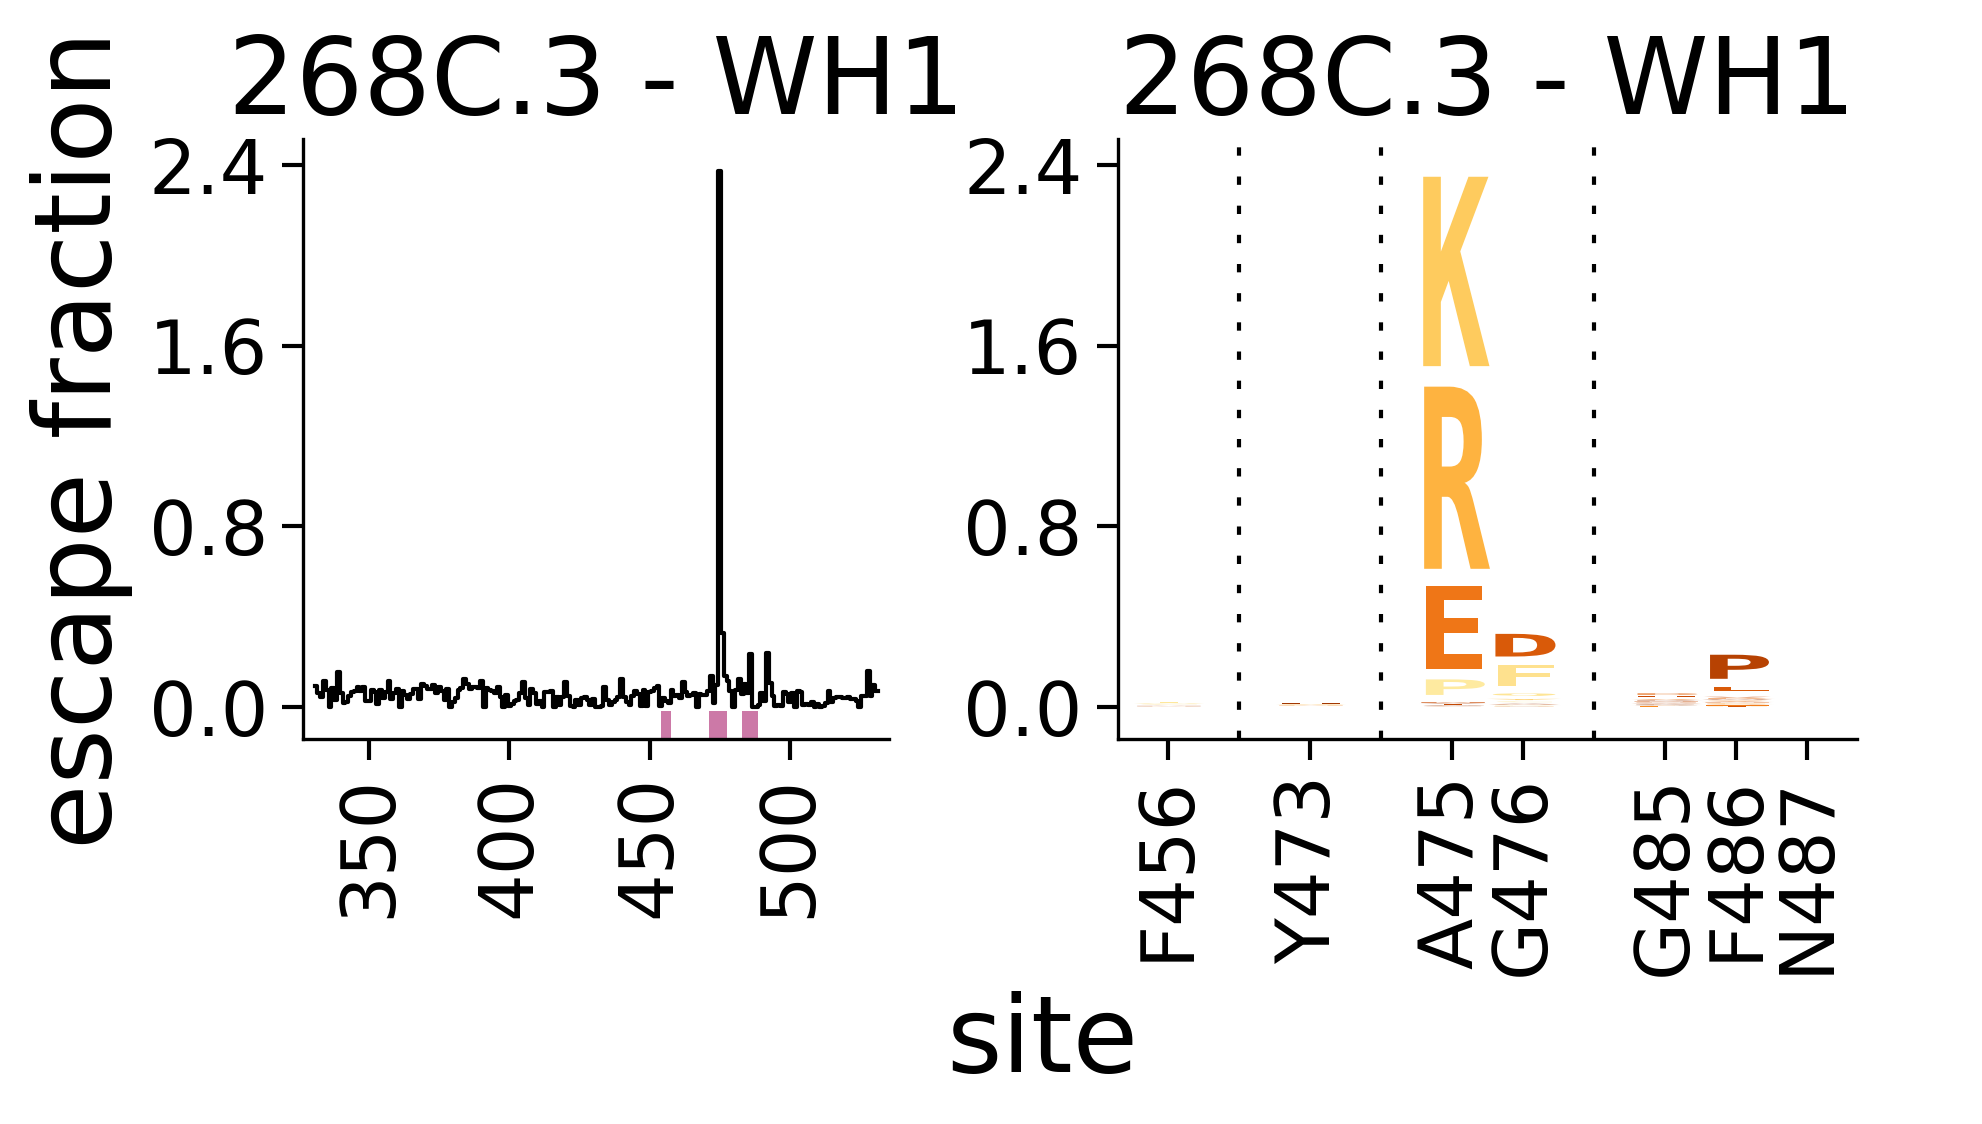 268C.3 - WH1
268C.3 - WH1
escape fraction
2.4
1.6
0.8
0.0
350
400
450
500
2.4
1.6
0.8
0.0
K
R
E
P
D
F
P
L
F456
Y473
A475
G476
G485
F486
N487
site